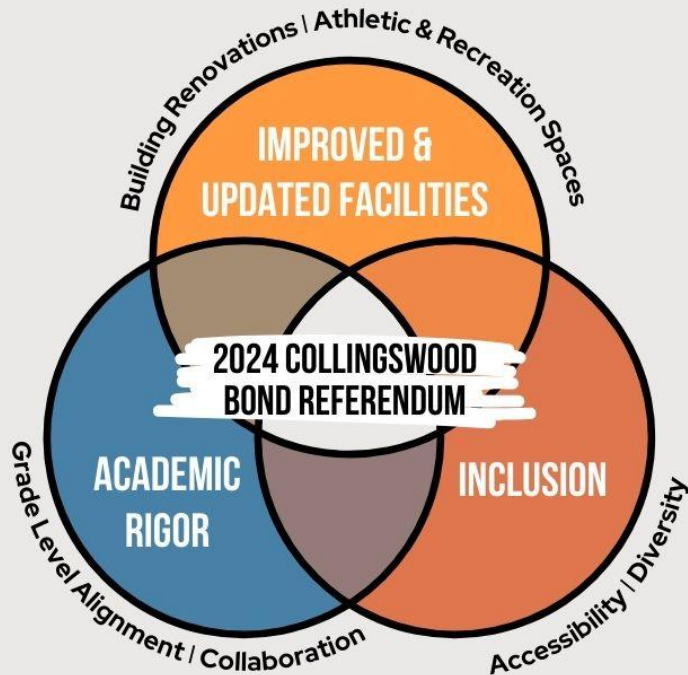 Building Renovations | Athletic & Recreation Spaces
IMPROVED &
UPDATED FACILITIES
2024 COLLINGSWOOD
BOND REFERENDUM
ACADEMIC
RIGOR
INCLUSION
Grade Level Alignment | Collaboration
Accessibility | Diversity